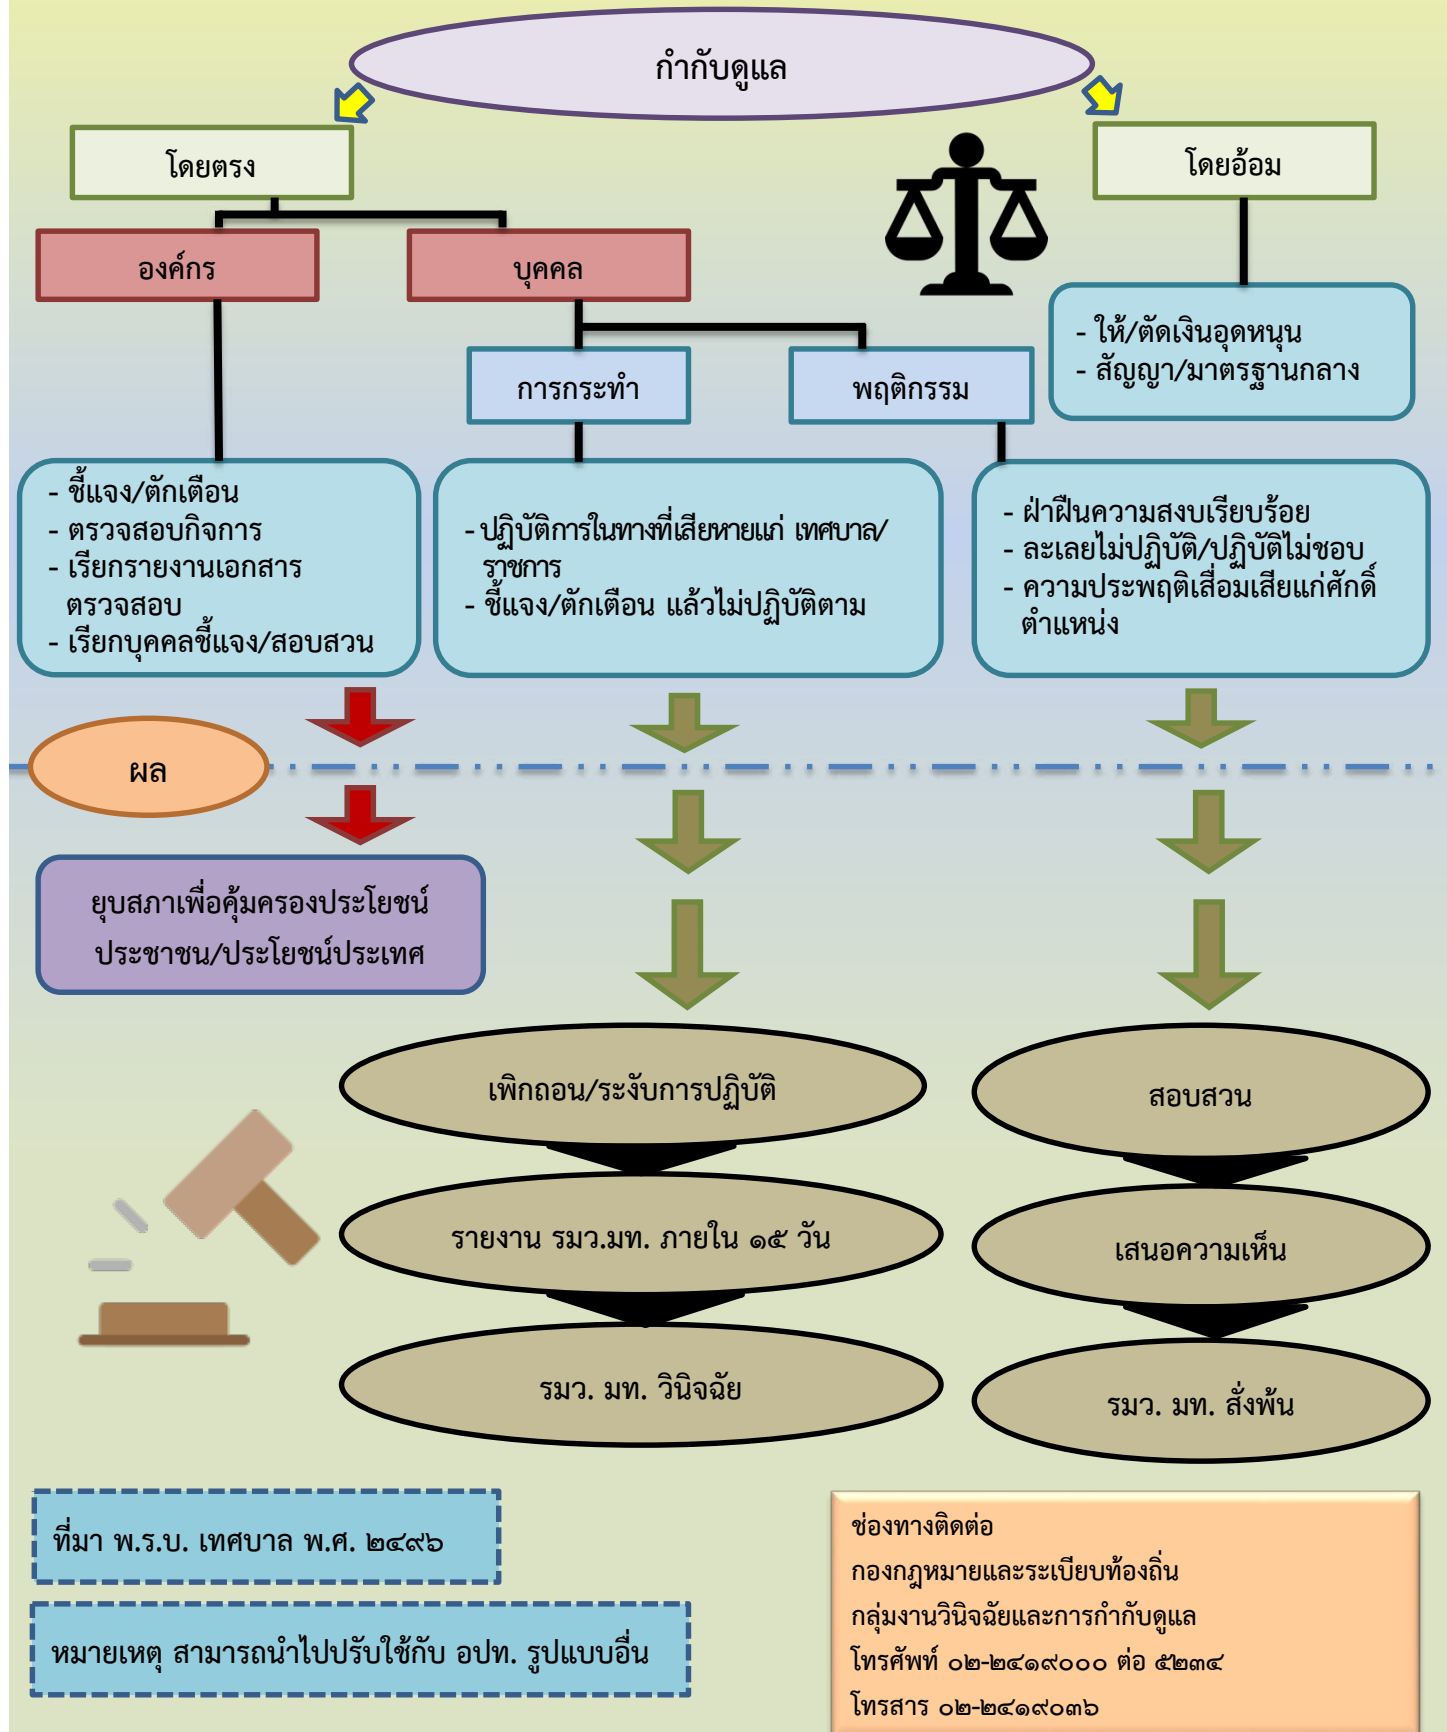 กำกับดูแล
โดยตรง
โดยอ้อม
องค์กร
บุคคล
- ให้/ตัดเงินอุดหนุน
- สัญญา/มาตรฐานกลาง
การกระทำ
พฤติกรรม
- ชี้แจง/ตักเตือน
- ตรวจสอบกิจการ
- เรียกรายงานเอกสาร
ตรวจสอบ
- เรียกบุคคลชี้แจง/สอบสวน
- ปฏิบัติการในทางที่เสียหายแก่ เทศบาล/
ราชการ
- ชี้แจง/ตักเตือน แล้วไม่ปฏิบัติตาม
- ฝ่าฝืนความสงบเรียบร้อย
- ละเลยไม่ปฏิบัติ/ปฏิบัติไม่ชอบ
- ความประพฤติเสื่อมเสียแก่ศักดิ์
ตำแหน่ง
ผล
ยุบสภาเพื่อคุ้มครองประโยชน์
ประชาชน/ประโยชน์ประเทศ
เพิกถอน/ระงับการปฏิบัติ
สอบสวน
รายงาน รมว.มท. ภายใน ๑๕ วัน
เสนอความเห็น
รมว. มท. วินิจฉัย
รมว. มท. สั่งพ้น
ที่มา พ.ร.บ. เทศบาล พ.ศ. ๒๔๙๖
หมายเหตุ สามารถนำไปปรับใช้กับ อปท. รูปแบบอื่น
ช่องทางติดต่อ
กองกฎหมายและระเบียบท้องถิ่น
กลุ่มงานวินิจฉัยและการกำกับดูแล
โทรศัพท์ ๐๒-๒๔๑๙๐๐๐ ต่อ ๕๒๓๔
โทรสาร ๐๒-๒๔๑๙๐๓๖